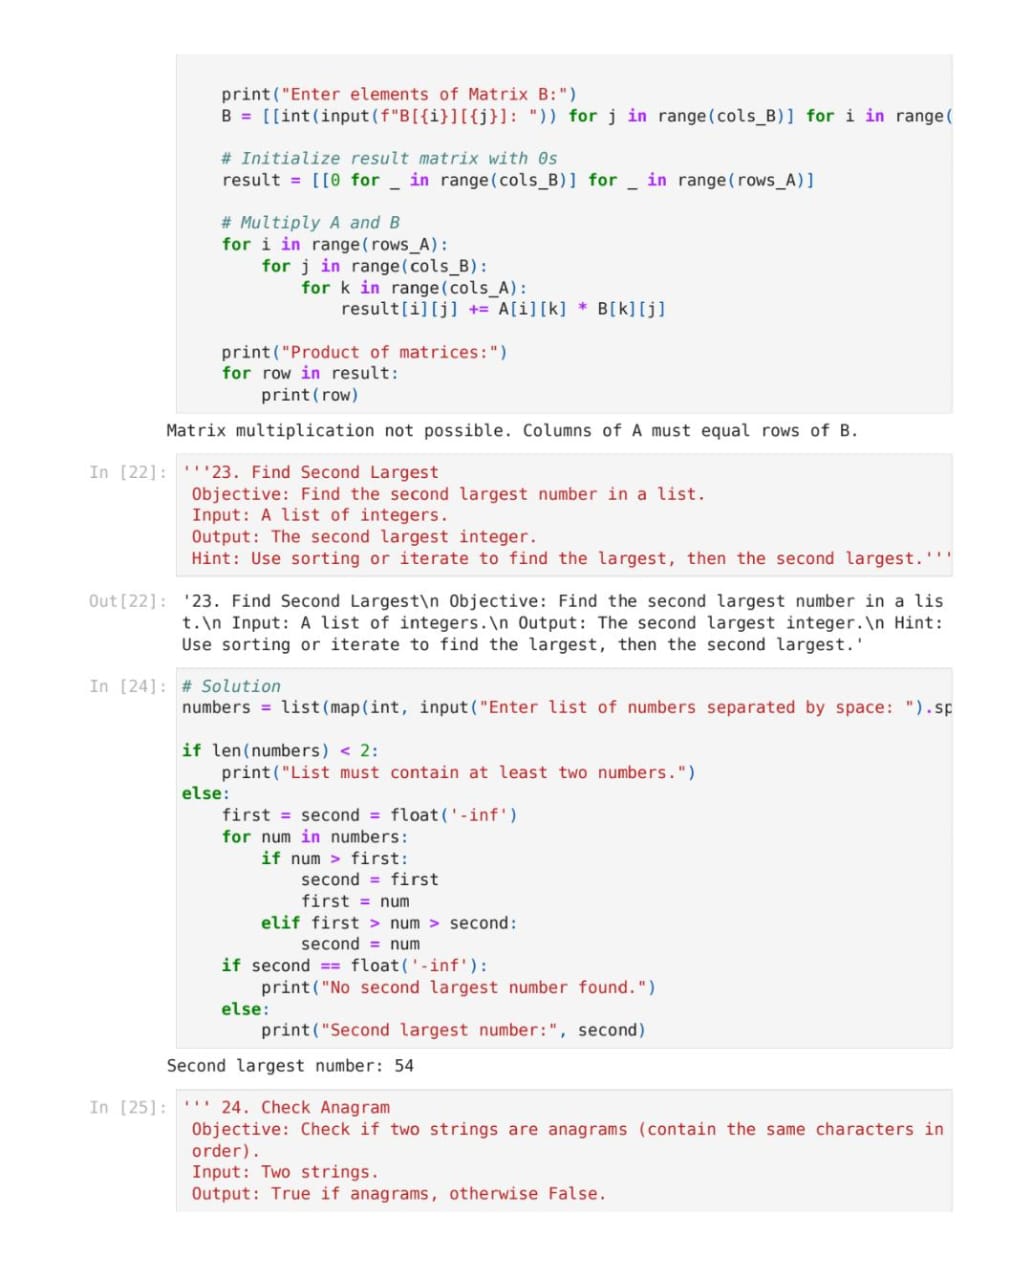 print("Enter elements of Matrix B:")
    B = [[int(input(f"B[{i}][{j}]: ")) for j in range(cols_B)] for i in range(

    # Initialize result matrix with 0s
    result = [[0 for _ in range(cols_B)] for _ in range(rows_A)]

    # Multiply A and B
    for i in range(rows_A):
        for j in range(cols_B):
            for k in range(cols_A):
                result[i][j] += A[i][k] * B[k][j]

    print("Product of matrices:")
    for row in result:
        print(row)
Matrix multiplication not possible. Columns of A must equal rows of B.
In [22]: '''23. Find Second Largest
 Objective: Find the second largest number in a list.
 Input: A list of integers.
 Output: The second largest integer.
 Hint: Use sorting or iterate to find the largest, then the second largest.'''
Out[22]: '23. Find Second Largest\n Objective: Find the second largest number in a lis
t.\n Input: A list of integers.\n Output: The second largest integer.\n Hint:
Use sorting or iterate to find the largest, then the second largest.'
In [24]: # Solution
numbers = list(map(int, input("Enter list of numbers separated by space: ").sp

if len(numbers) < 2:
    print("List must contain at least two numbers.")
else:
    first = second = float('-inf')
    for num in numbers:
        if num > first:
            second = first
            first = num
        elif first > num > second:
            second = num
    if second == float('-inf'):
        print("No second largest number found.")
    else:
        print("Second largest number:", second)
Second largest number: 54
In [25]: ''' 24. Check Anagram
 Objective: Check if two strings are anagrams (contain the same characters in
 order).
 Input: Two strings.
 Output: True if anagrams, otherwise False.